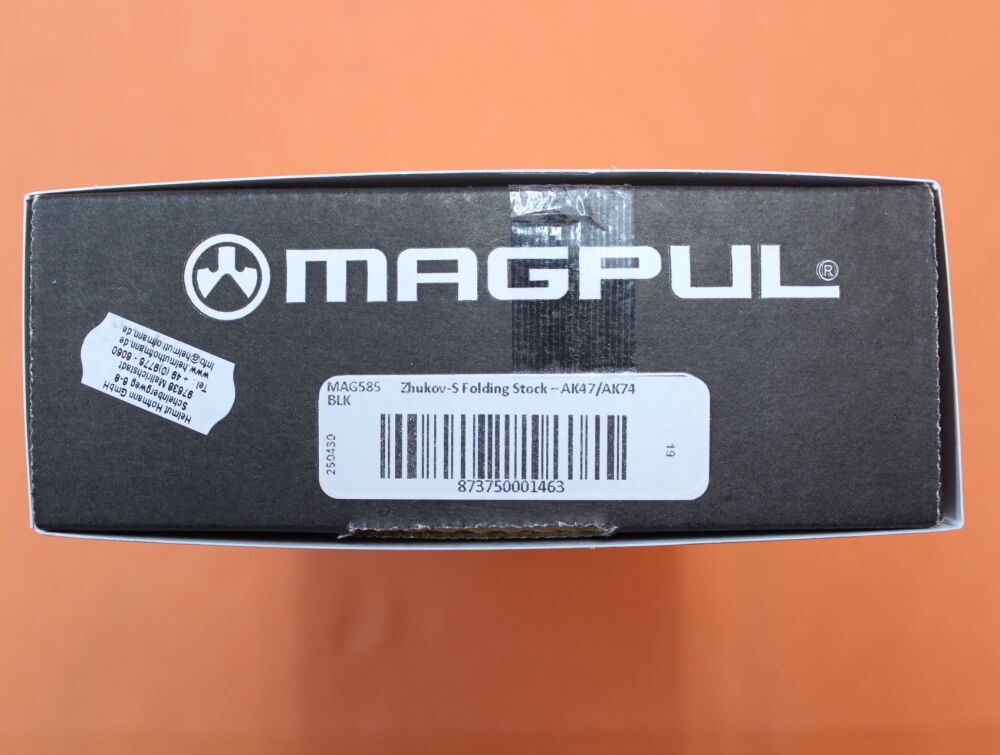 MAGPUL®
Helmut Hofmann GmbH
Scheinbergweg 6-8
97638 Mellrichstadt
Tel.: + 49 (0)9776 - 6060
www.helmuthofmann.de
info@helmuthofmann.de
MAG585 Zhukov-S Folding Stock – AK47/AK74
BLK
250430
19
873750001463